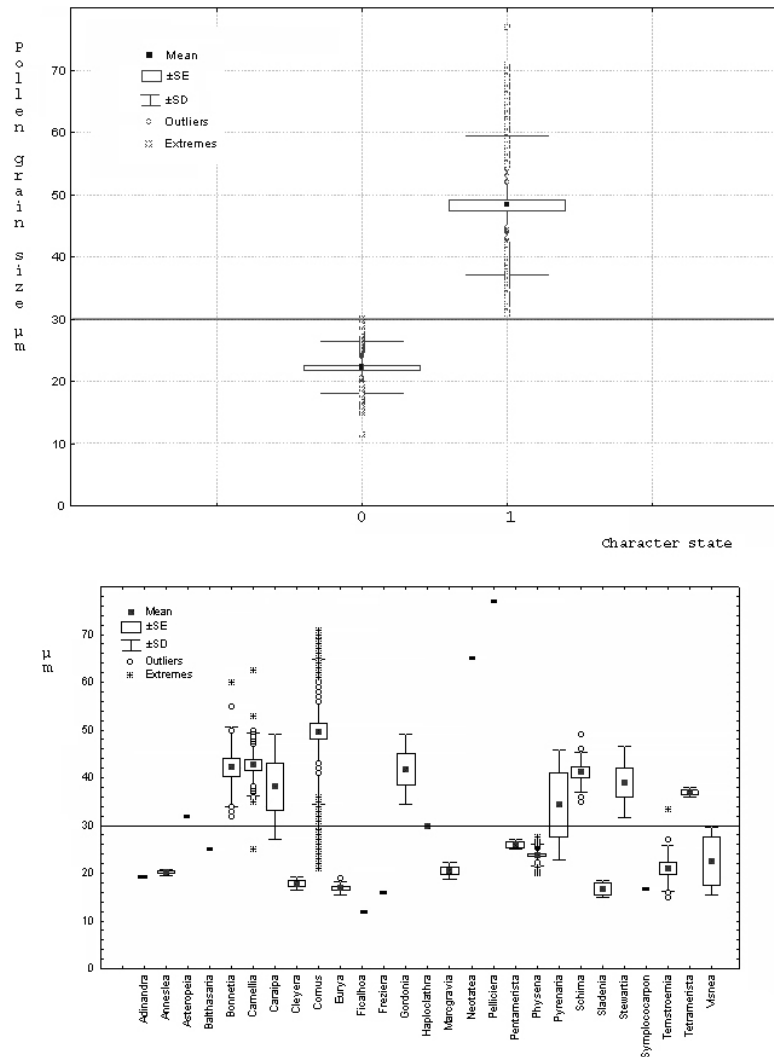 Pollen grain size µm
80
70
60
50
40
30
20
10
0
Mean
±SE
±SD
Outliers
Extremes
0
1
Character state
µm
70
60
50
40
30
20
10
0
Mean
±SE
±SD
Outliers
Extremes
Adinandra
Anneslea
Asteropeia
Balthasaria
Bonnetia
Camellia
Caraipa
Cleyera
Cornus
Eurya
Ficalhoa
Freziera
Gordonia
Haploclathra
Marcgravia
Neotatea
Pelliciera
Pentamerista
Physena
Pyrenaria
Schima
Sladenia
Stewartia
Symplococarpon
Ternstroemia
Tetramerista
Visnea